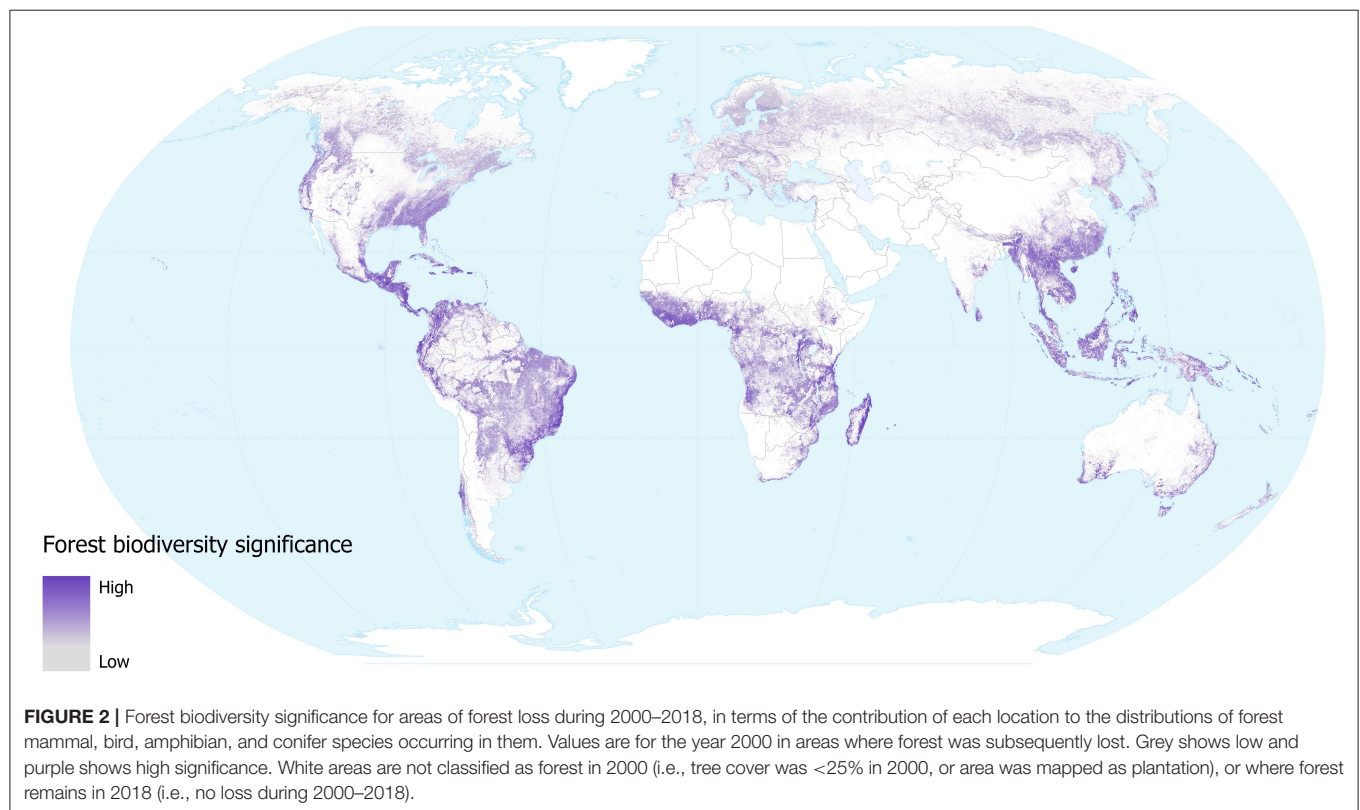 Forest biodiversity significance
High
Low
FIGURE 2 | Forest biodiversity significance for areas of forest loss during 2000–2018, in terms of the contribution of each location to the distributions of forest
mammal, bird, amphibian, and conifer species occurring in them. Values are for the year 2000 in areas where forest was subsequently lost. Grey shows low and
purple shows high significance. White areas are not classified as forest in 2000 (i.e., tree cover was <25% in 2000, or area was mapped as plantation), or where forest
remains in 2018 (i.e., no loss during 2000–2018).